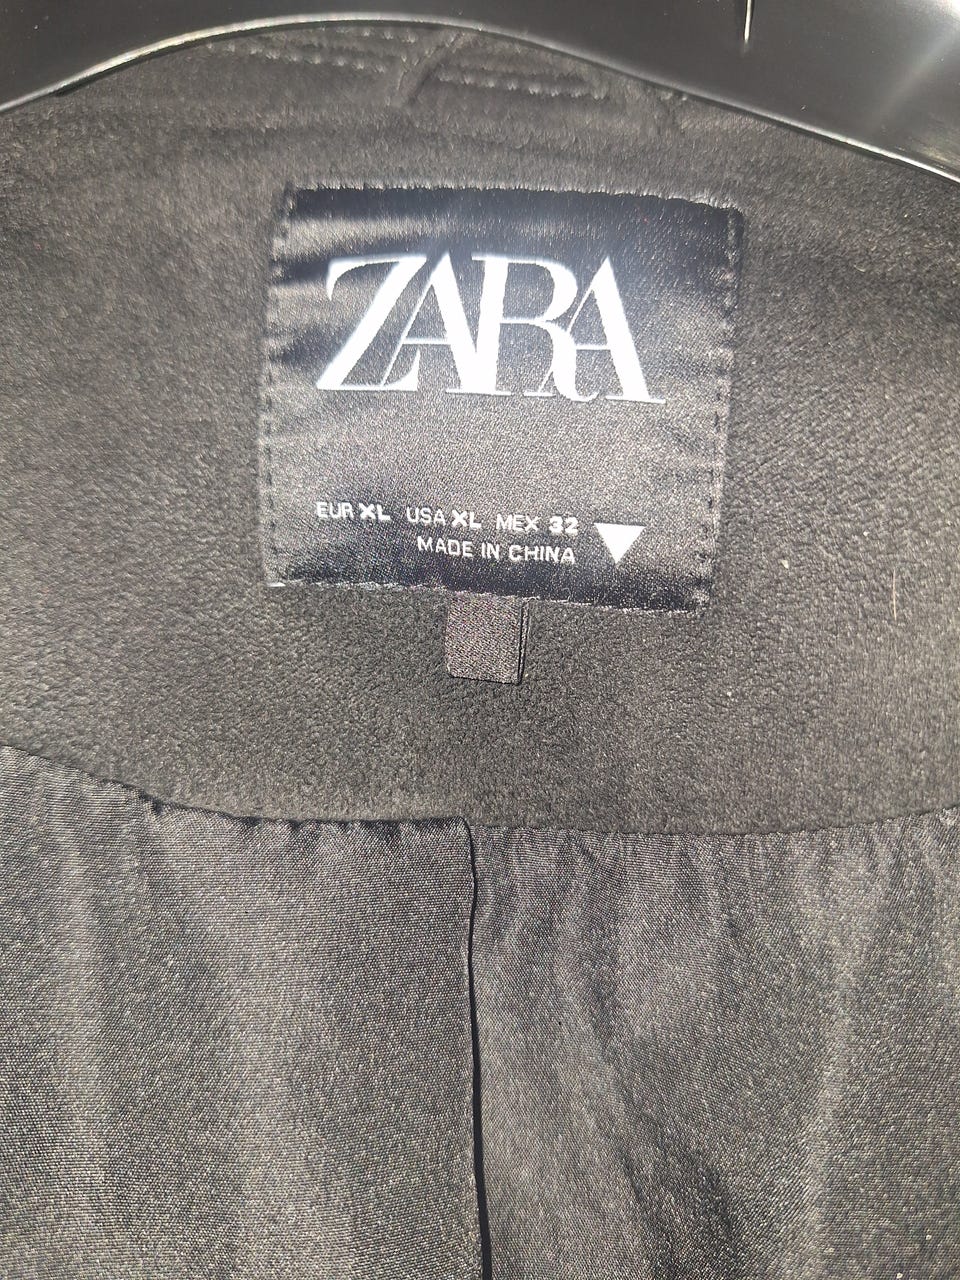 ZARA
EUR XL USA XL MEX 32
MADE IN CHINA